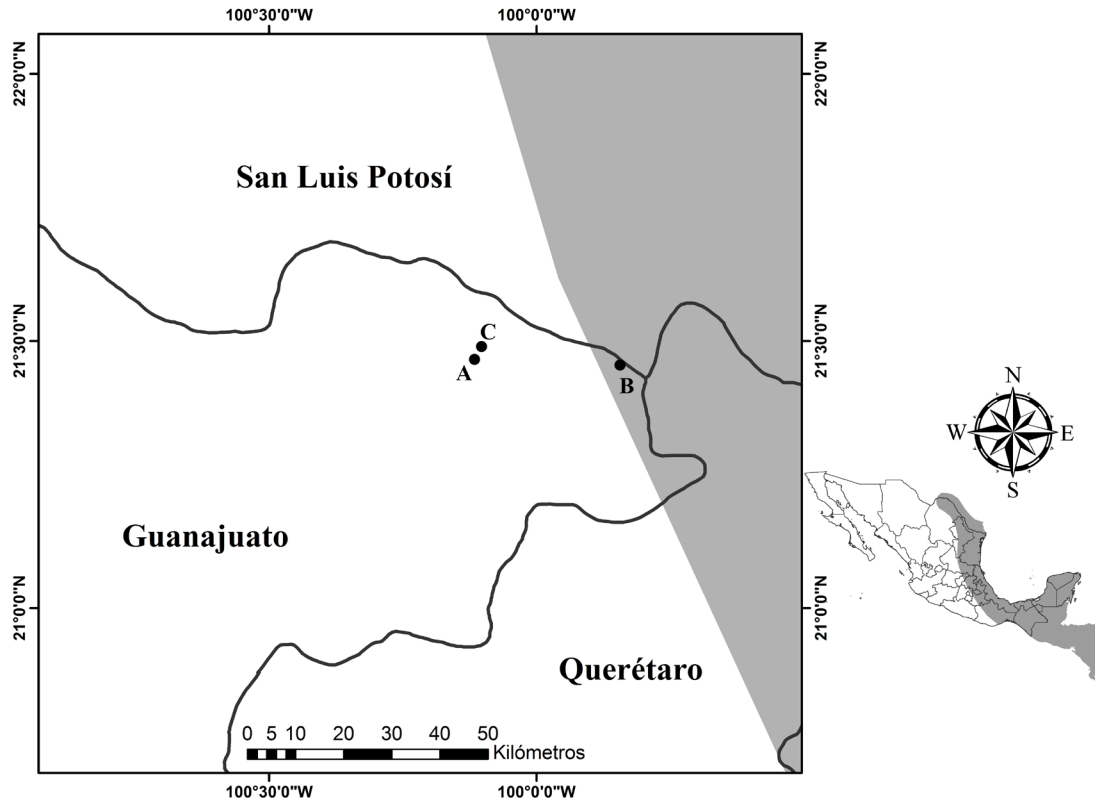 100°30'0"W 100°0'0"W
22°0'0"N 22°0'0"N
San Luis Potosí
21°30'0"N 21°30'0"N
C
A
B
N
W E
S
Guanajuato
21°0'0"N 21°0'0"N
Querétaro
0 5 10 20 30 40 50
Kilómetros
100°30'0"W 100°0'0"W